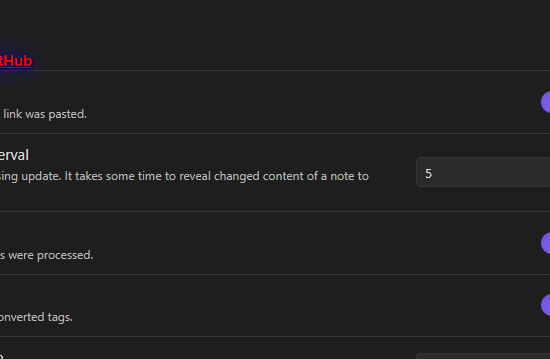 tHub
link was pasted.
erval
sing update. It takes some time to reveal changed content of a note to
5
s were processed.
onverted tags.